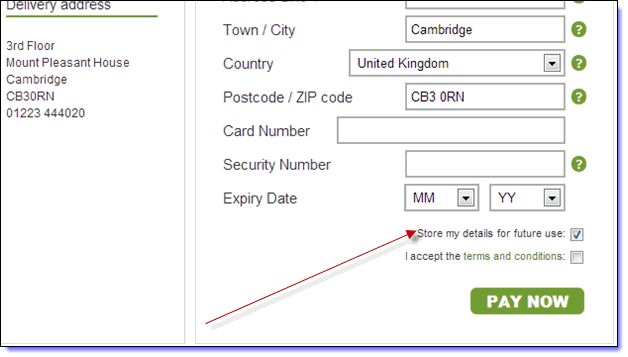 Delivery address
3rd Floor
Mount Pleasant House
Cambridge
CB30RN
01223 444020
Town / City
Cambridge
?
Country
United Kingdom
?
Postcode / ZIP code
CB3 0RN
?
Card Number
Security Number
?
Expiry Date
MM
YY
Store my details for future use:
I accept the terms and conditions:
PAY NOW